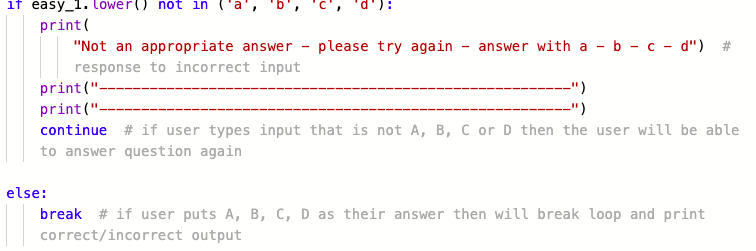 if easy_1.lower() not in ('a', 'b', 'c', 'd'):
print(
"Not an appropriate answer – please try again – answer with a – b – c – d")  #
response to incorrect input
print("--------------------------------------------------------")
print("--------------------------------------------------------")
continue  # if user types input that is not A, B, C or D then the user will be able
to answer question again
else:
break  # if user puts A, B, C, D as their answer then will break loop and print
correct/incorrect output